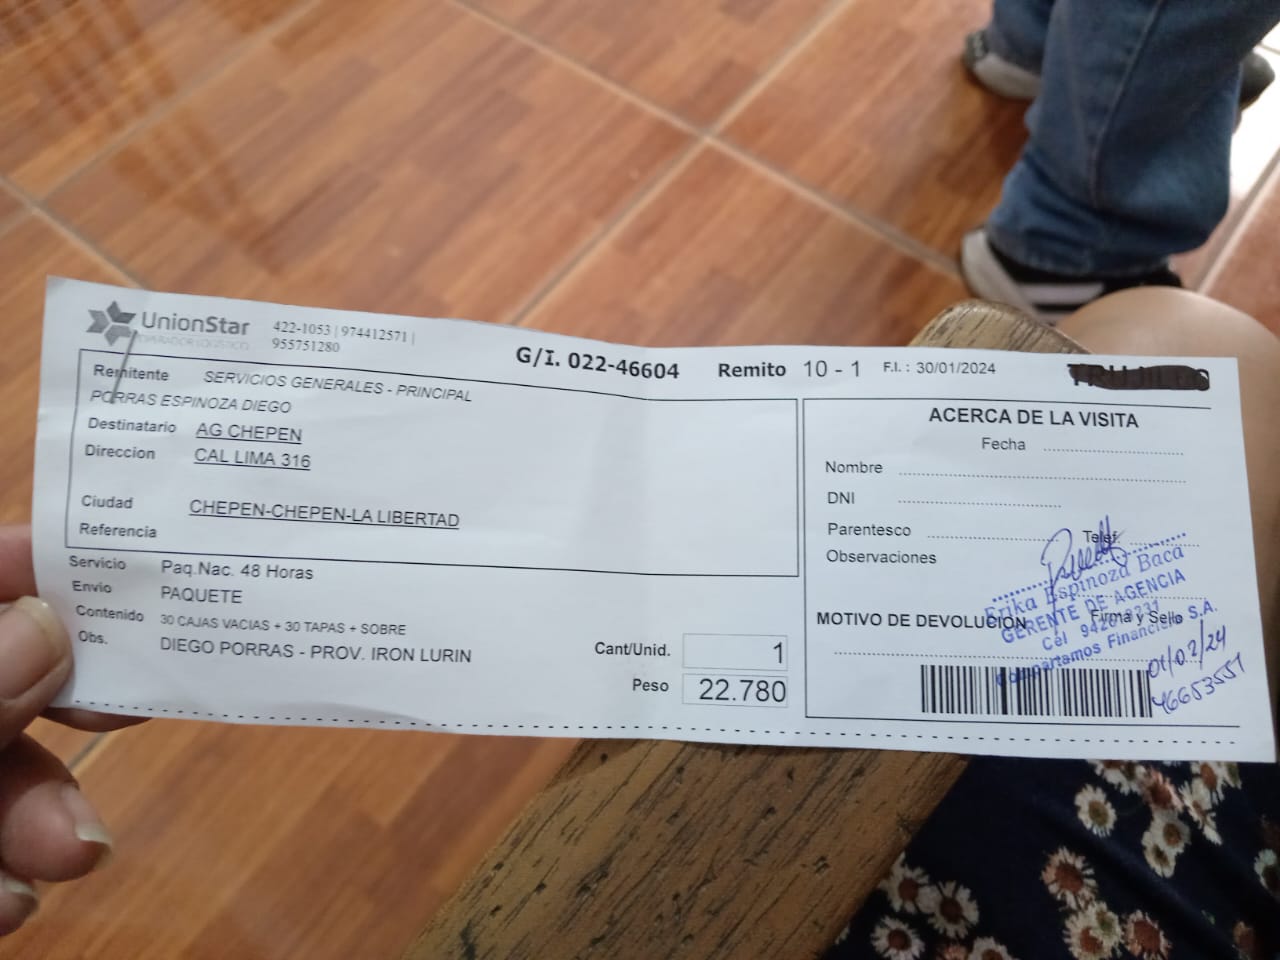 UnionStar
OPERADOR LOGISTICO
422-1053 | 974412571 |
955751280
G/I. 022-46604
Remito 10 - 1
F.I. : 30/01/2024
Remitente SERVICIOS GENERALES - PRINCIPAL
PORRAS ESPINOZA DIEGO
Destinatario AG CHEPEN
Direccion CAL LIMA 316
Ciudad CHEPEN-CHEPEN-LA LIBERTAD
Referencia
Servicio Paq.Nac. 48 Horas
Envio PAQUETE
Contenido 30 CAJAS VACIAS + 30 TAPAS + SOBRE
Obs. DIEGO PORRAS - PROV. IRON LURIN
Cant/Unid. 1
Peso 22.780
ACERCA DE LA VISITA
Fecha
Nombre
DNI
Parentesco Telef.
Observaciones
MOTIVO DE DEVOLUCION Firma y Sello
Erika Espinoza Baca
GERENTE DE AGENCIA
Cel
Compartamos Financiera S.A.
01/02/24
46653551